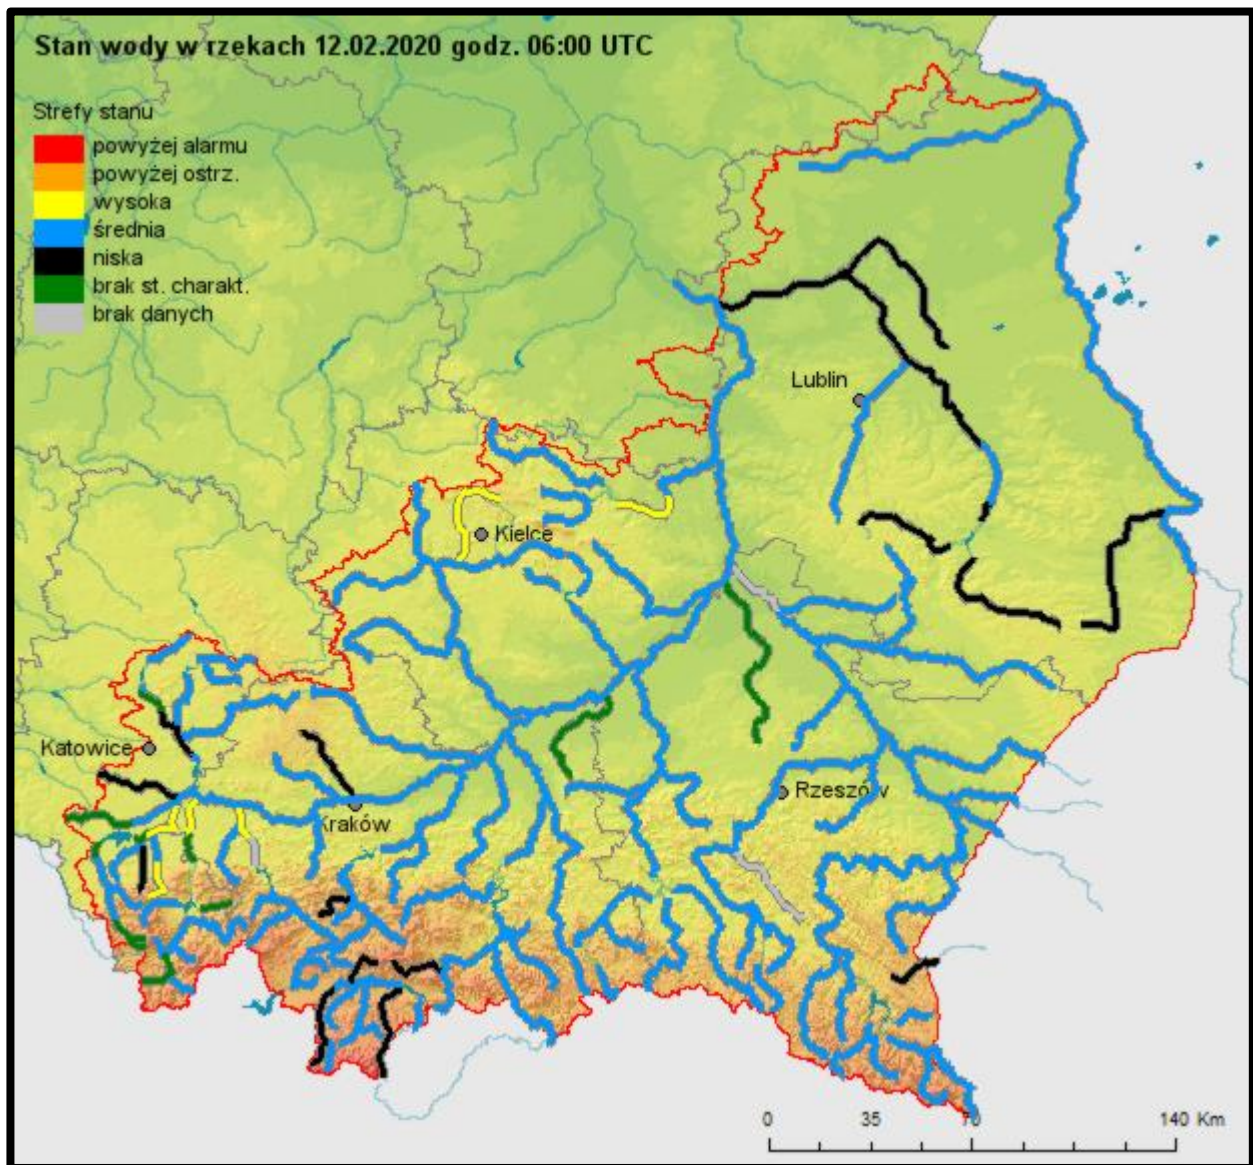 Stan wody w rzekach 12.02.2020 godz. 06:00 UTC
Strefy stanu
powyżej alarmu
powyżej ostrz.
wysoka
średnia
niska
brak st. charakt.
brak danych
Lublin
Kielce
Katowice
Rzeszów
Kraków
0 35 70 140 Km